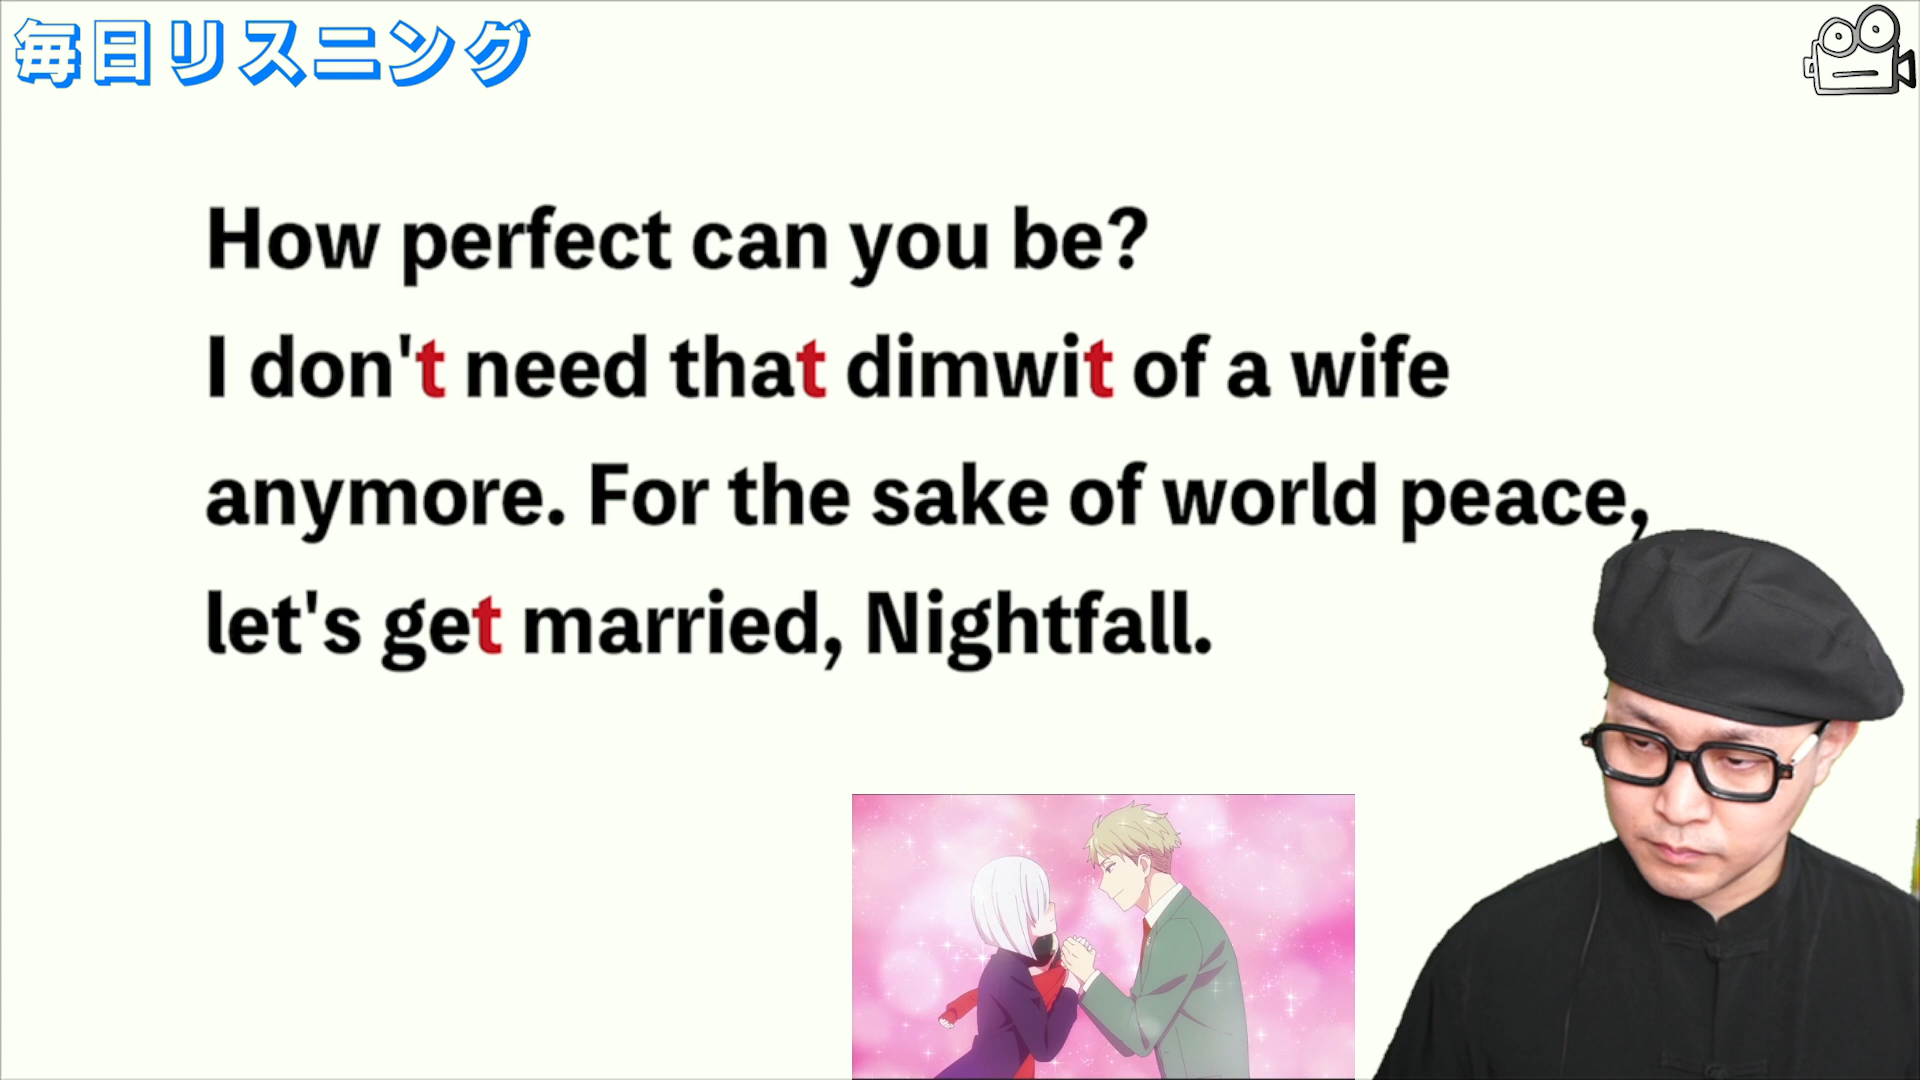 毎日リスニング
How perfect can you be?
I don't need that dimwit of a wife
anymore. For the sake of world peace,
let's get married, Nightfall.